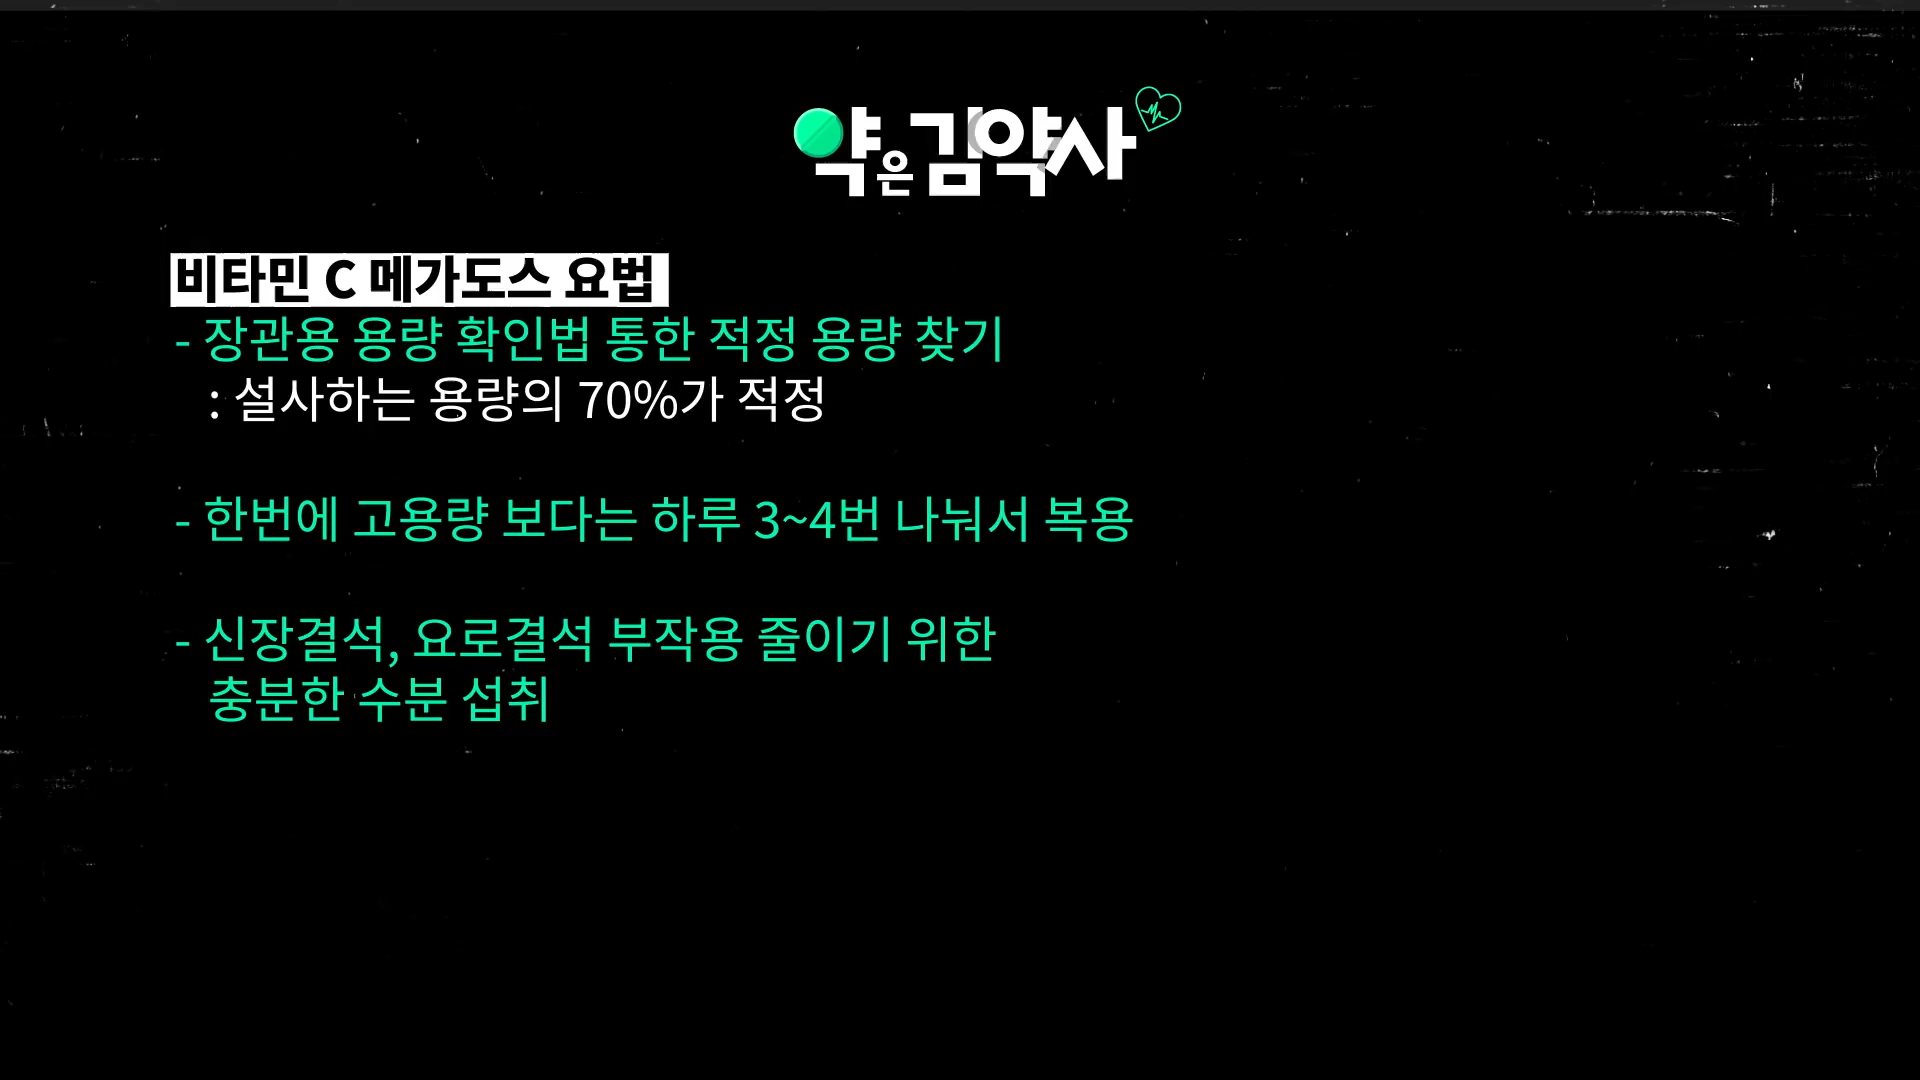 약은 김약사
비타민 C 메가도스 요법
- 장관용 용량 확인법 통한 적정 용량 찾기
: 설사하는 용량의 70%가 적정
- 한번에 고용량 보다는 하루 3~4번 나눠서 복용
- 신장결석, 요로결석 부작용 줄이기 위한
충분한 수분 섭취